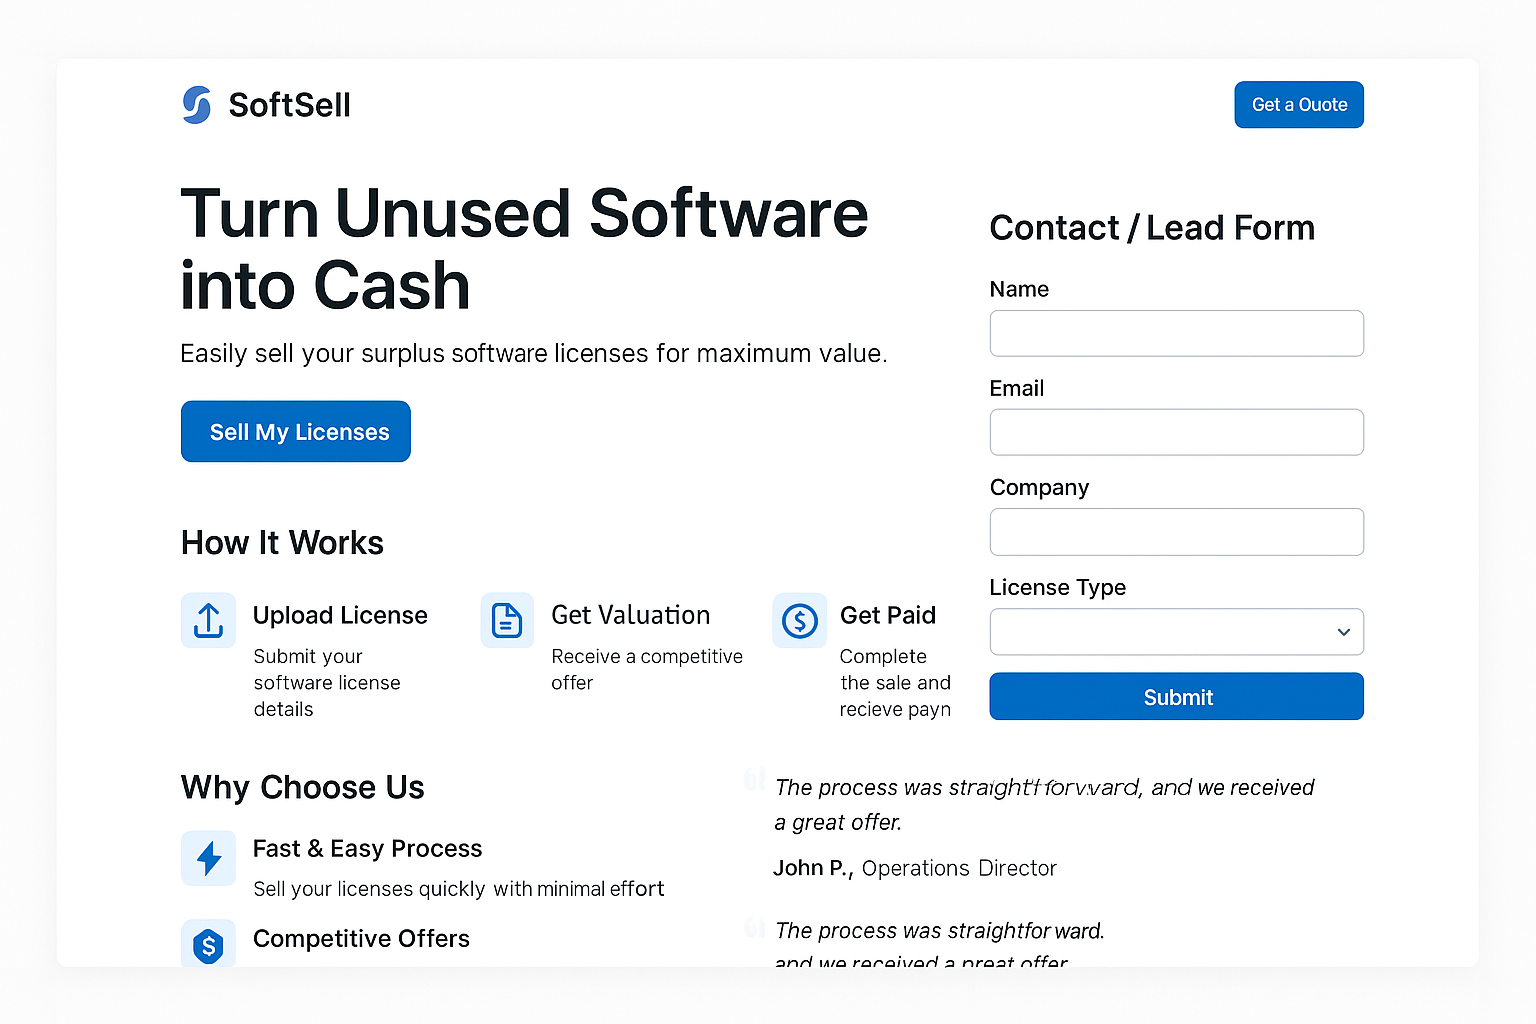 SoftSell
Get a Ouote
Turn Unused Software
into Cash
Easily sell your surplus software licenses for maximum value.
Sell My Licenses
Contact / Lead Form
Name
Email
Company
License Type
Submit
How It Works
Upload License
Submit your
software license
details
Get Valuation
Receive a competitive
offer
Get Paid
Complete
the sale and
recieve payn
Why Choose Us
Fast & Easy Process
Sell your licenses quickly with minimal effort
Competitive Offers
The process was straightforward, and we received
a great offer.
John P., Operations Director
The process was straightforward.
and we received a great offer